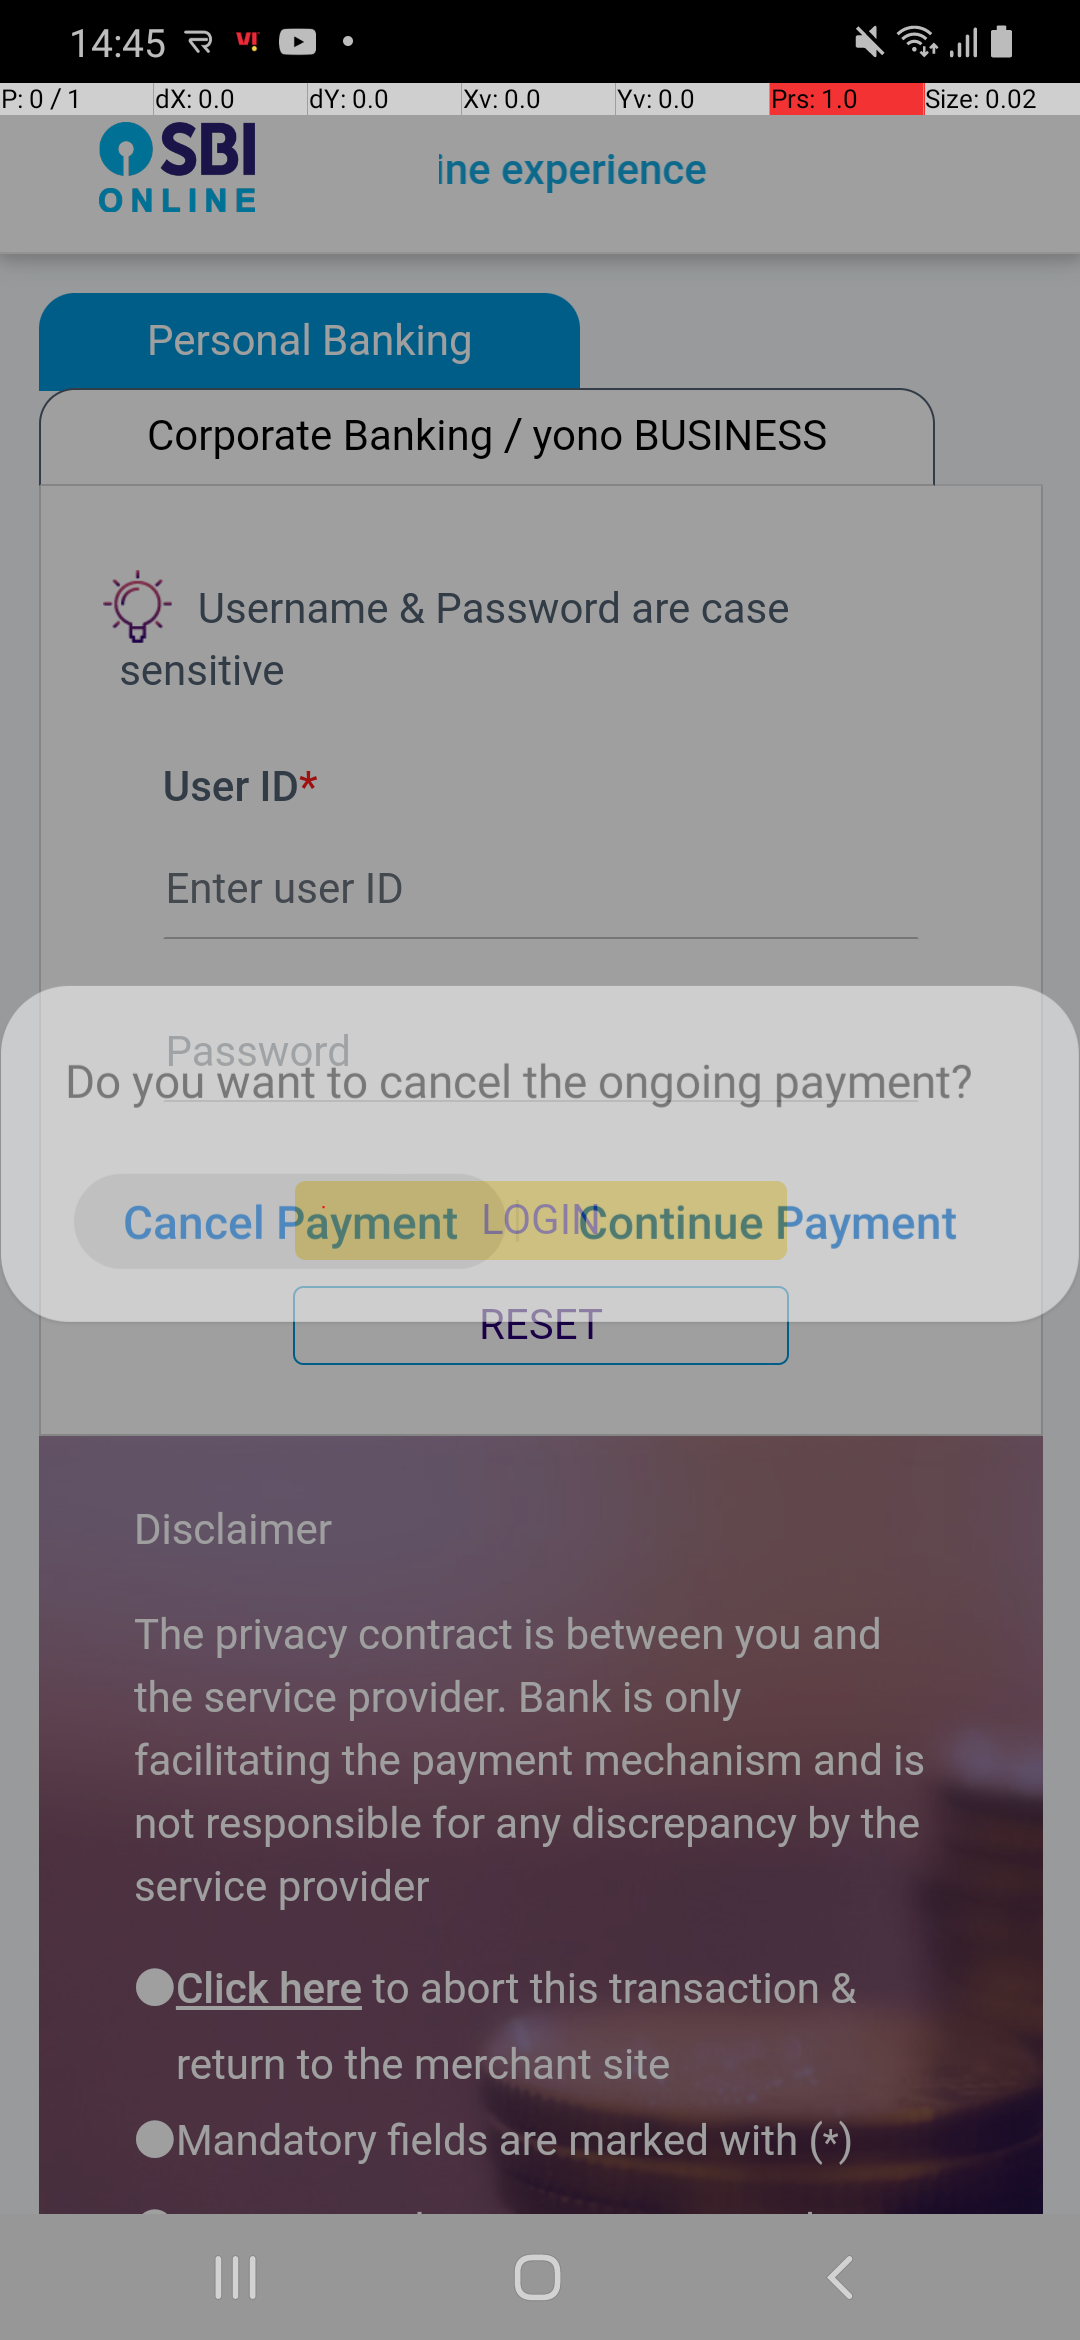 14:45
P: 0 / 1 dX: 0.0 dY: 0.0 Xv: 0.0 Yv: 0.0 Prs: 1.0 Size: 0.02
SBI
ONLINE
ine experience
Personal Banking
Corporate Banking / yono BUSINESS
Username & Password are case
sensitive
User ID*
Enter user ID
Password
Do you want to cancel the ongoing payment?
Cancel Payment
LOGIN
Continue Payment
RESET
Disclaimer
The privacy contract is between you and
the service provider. Bank is only
facilitating the payment mechanism and is
not responsible for any discrepancy by the
service provider
Click here to abort this transaction &
return to the merchant site
Mandatory fields are marked with (*)